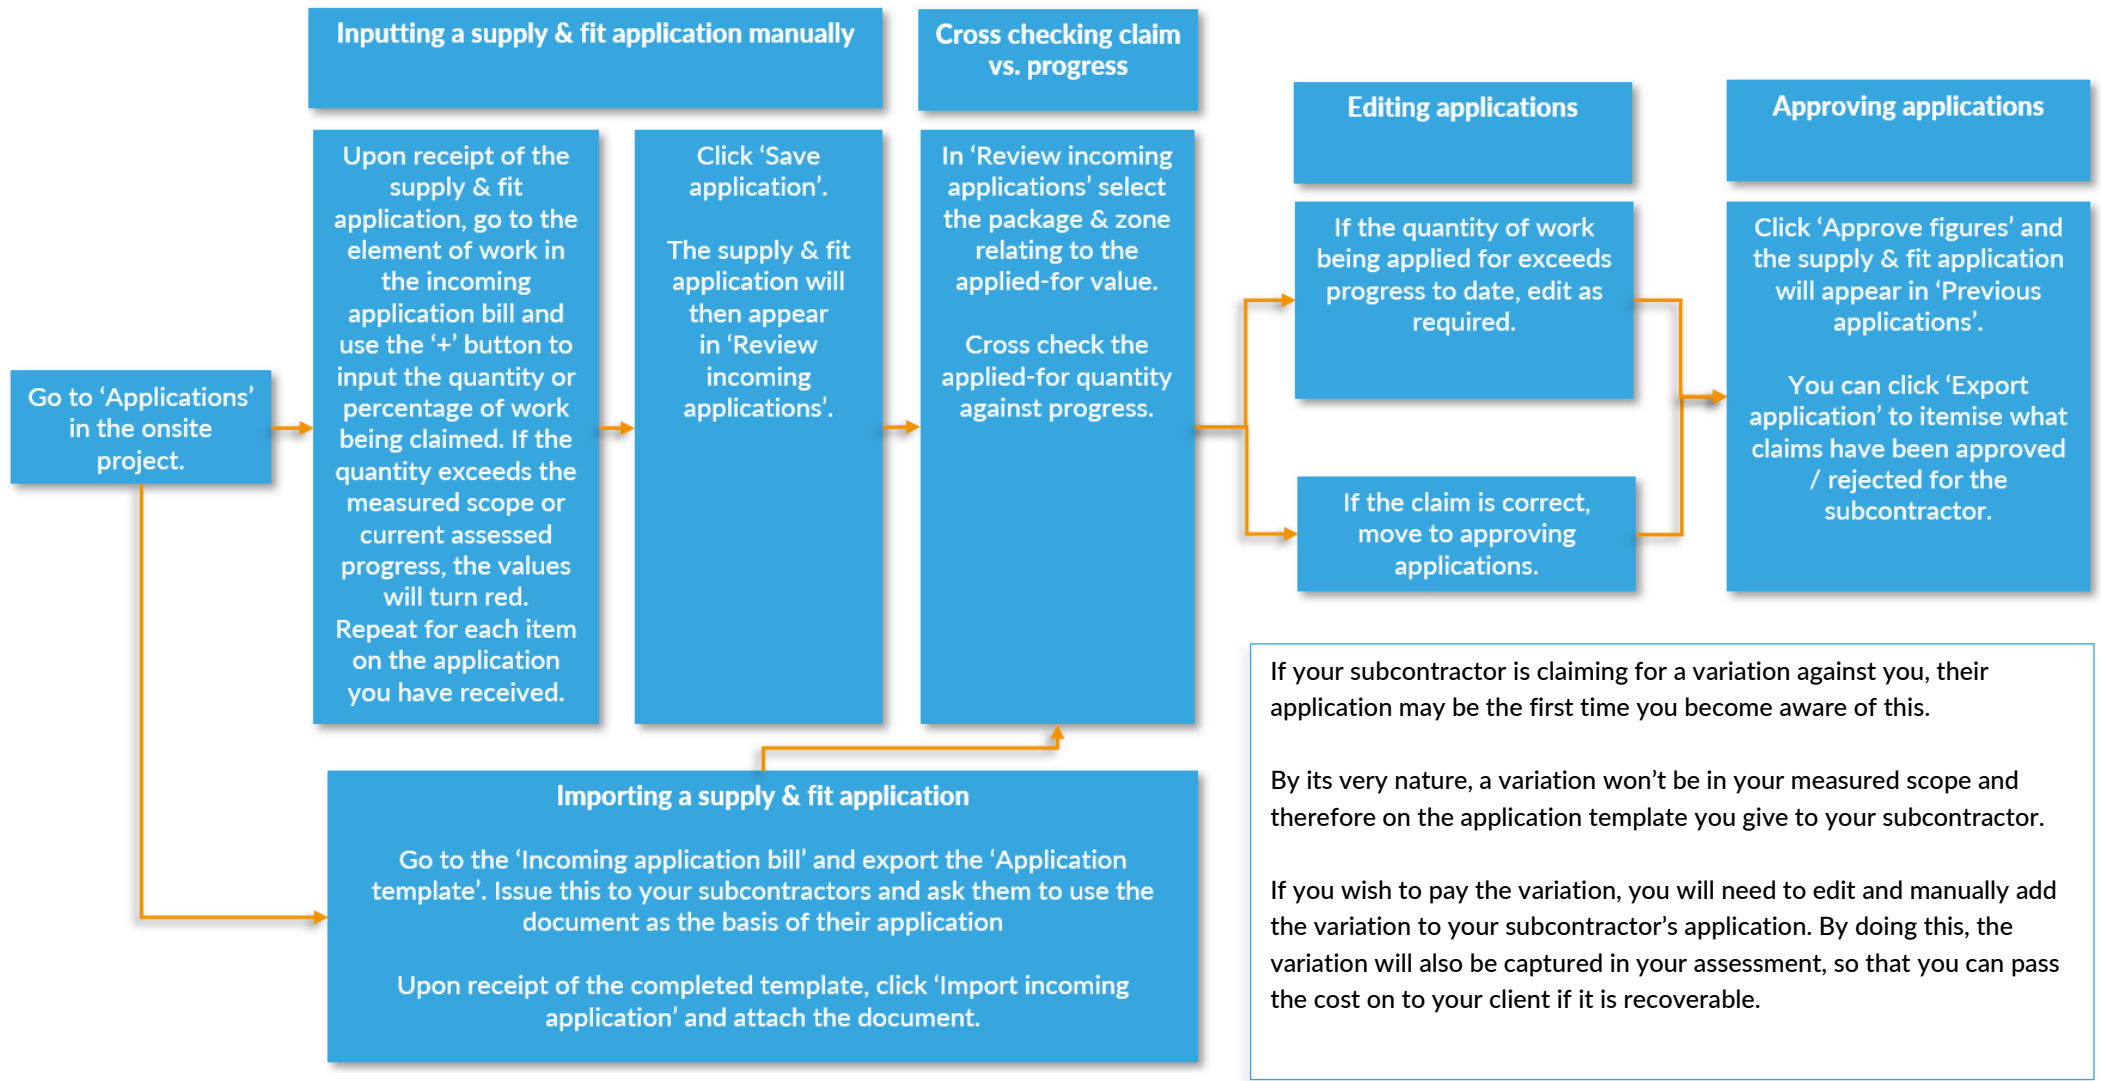 Inputting a supply & fit application manually
Cross checking claim
vs. progress
Editing applications
Approving applications
Go to ‘Applications’
in the onsite
project.
Upon receipt of the
supply & fit
application, go to the
element of work in
the incoming
application bill and
use the ‘+’ button to
input the quantity or
percentage of work
being claimed. If the
quantity exceeds the
measured scope or
current assessed
progress, the values
will turn red.
Repeat for each item
on the application
you have received.
Click ‘Save
application’.
The supply & fit
application will
then appear
in ‘Review
incoming
applications’.
In ‘Review incoming
applications’ select
the package & zone
relating to the
applied-for value.
Cross check the
applied-for quantity
against progress.
If the quantity of work
being applied for exceeds
progress to date, edit as
required.
If the claim is correct,
move to approving
applications.
Click ‘Approve figures’ and
the supply & fit application
will appear in ‘Previous
applications’.
You can click ‘Export
application’ to itemise what
claims have been approved
/ rejected for the
subcontractor.
Importing a supply & fit application
Go to the ‘Incoming application bill’ and export the ‘Application
template’. Issue this to your subcontractors and ask them to use the
document as the basis of their application
Upon receipt of the completed template, click ‘Import incoming
application’ and attach the document.
If your subcontractor is claiming for a variation against you, their
application may be the first time you become aware of this.
By its very nature, a variation won’t be in your measured scope and
therefore on the application template you give to your subcontractor.
If you wish to pay the variation, you will need to edit and manually add
the variation to your subcontractor’s application. By doing this, the
variation will also be captured in your assessment, so that you can pass
the cost on to your client if it is recoverable.